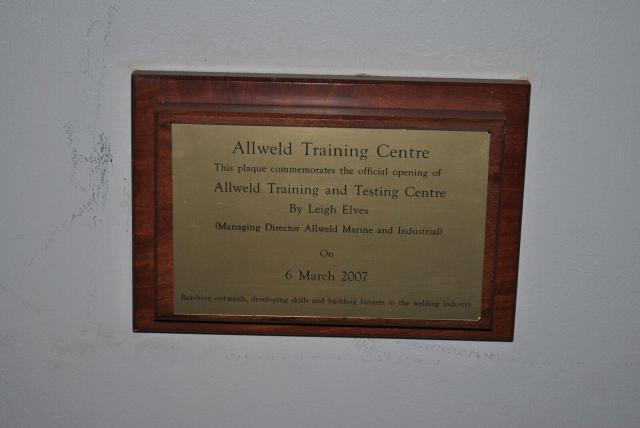 Allweld Training Centre
This plaque commemorates the official opening of
Allweld Training and Testing Centre
By Leigh Elves
(Managing Director Allweld Marine and Industrial)
On
6 March 2007
Reaching outwards, developing skills and building futures in the welding industry